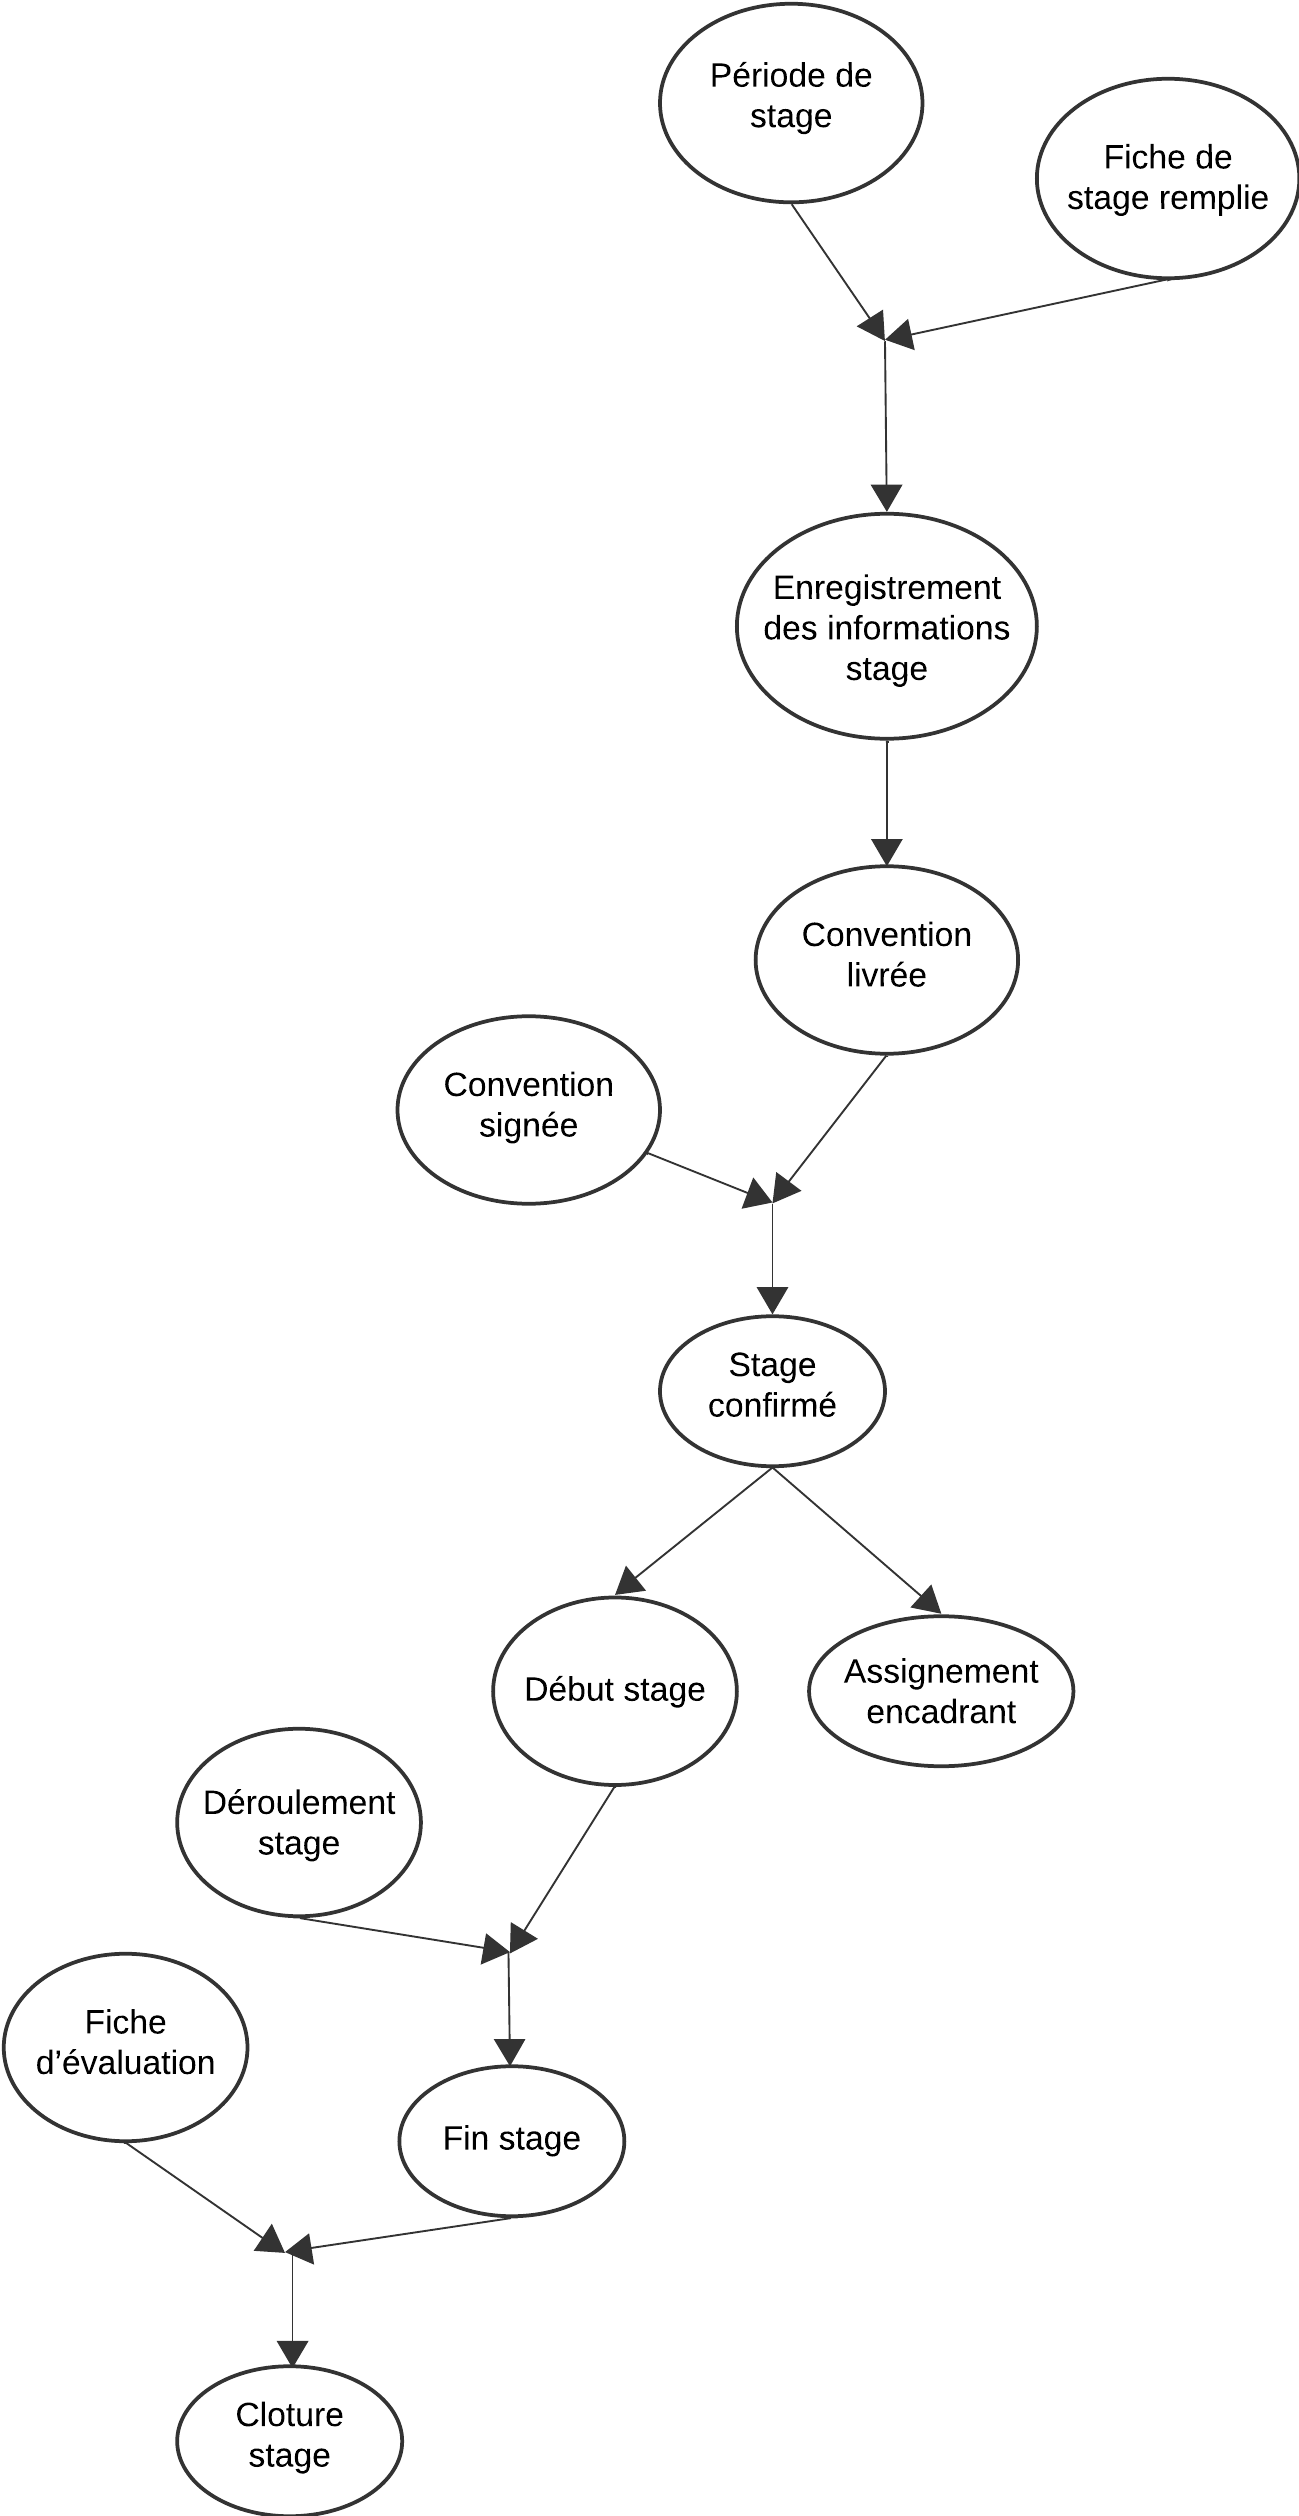 Période de
stage
Fiche de
stage remplie
Enregistrement
des informations
stage
Convention
livrée
Convention
signée
Stage
confirmé
Début stage
Assignement
encadrant
Déroulement
stage
Fiche
d’évaluation
Fin stage
Cloture
stage